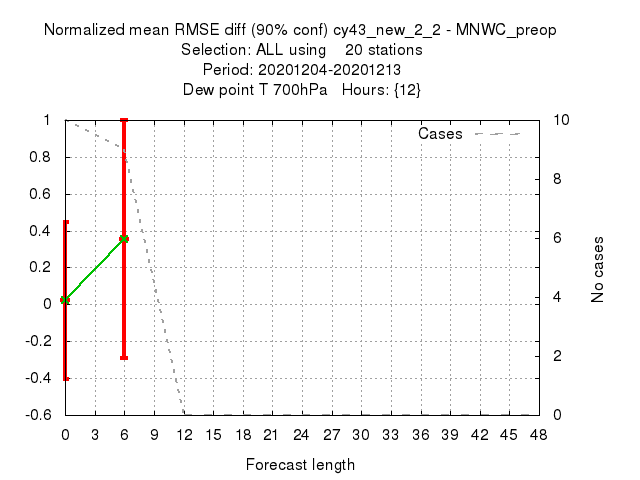 Normalized mean RMSE diff (90% conf) cy43_new_2_2 - MNWC_preop
Selection: ALL using 20 stations
Period: 20201204-20201213
Dew point T 700hPa Hours: {12}
Cases
1
0.8
0.6
0.4
0.2
0
-0.2
-0.4
-0.6
10
8
6
4
2
0
No cases
0 3 6 9 12 15 18 21 24 27 30 33 36 39 42 45 48
Forecast length